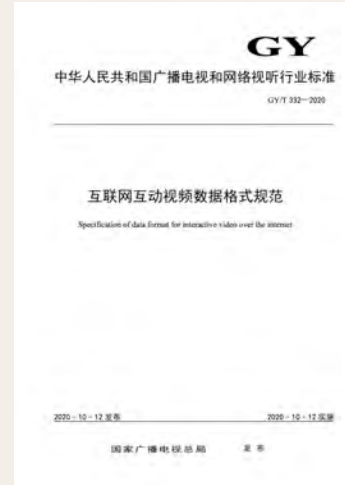 GY
中华人民共和国广播电视和网络视听行业标准
GY/T 332—2020
互联网互动视频数据格式规范
Specification of data format for interactive video over the internet
2020-10-12 发布
2020-10-12 实施
国家广播电视总局 发布